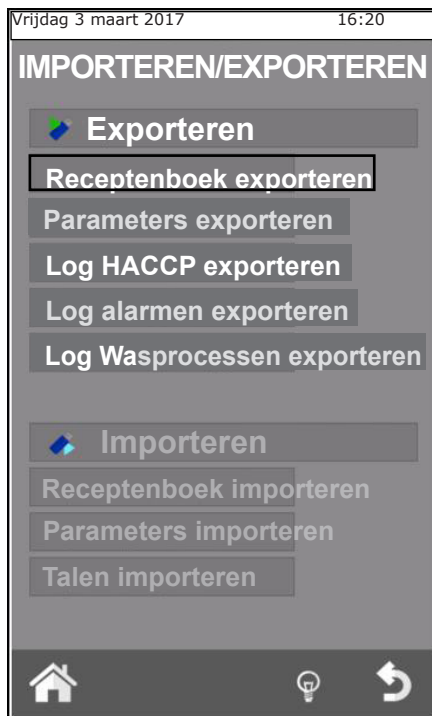 Vrijdag 3 maart 2017 16:20
IMPORTEREN/EXPORTEREN
Exporteren
Receptenboek exporteren
Parameters exporteren
Log HACCP exporteren
Log alarmen exporteren
Log Wasprocessen exporteren
Importeren
Receptenboek importeren
Parameters importeren
Talen importeren